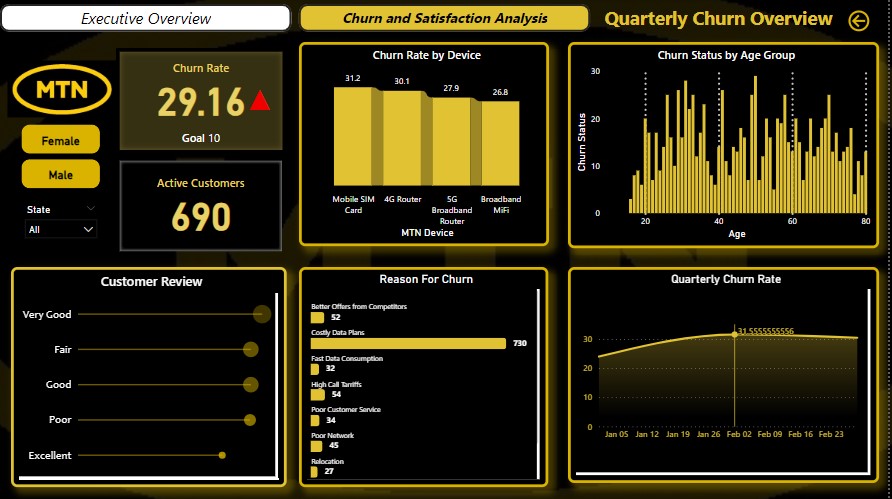 Executive Overview
Churn and Satisfaction Analysis
Quarterly Churn Overview
MTN
Female
Male
State
All
Churn Rate
29.16
Goal 10
Active Customers
690
Churn Rate by Device
31.2
30.1
27.9
26.8
Mobile SIM Card
4G Router
5G Broadband Router
Broadband MiFi
MTN Device
Churn Status by Age Group
Churn Status
30
20
10
0
20 40 60 80
Age
Customer Review
Very Good
Fair
Good
Poor
Excellent
Reason For Churn
Better Offers from Competitors
52
Costly Data Plans
730
Fast Data Consumption
32
High Call Tarriffs
54
Poor Customer Service
34
Poor Network
45
Relocation
27
Quarterly Churn Rate
31.5555555556
30
20
10
0
Jan 05 Jan 12 Jan 19 Jan 26 Feb 02 Feb 09 Feb 16 Feb 23